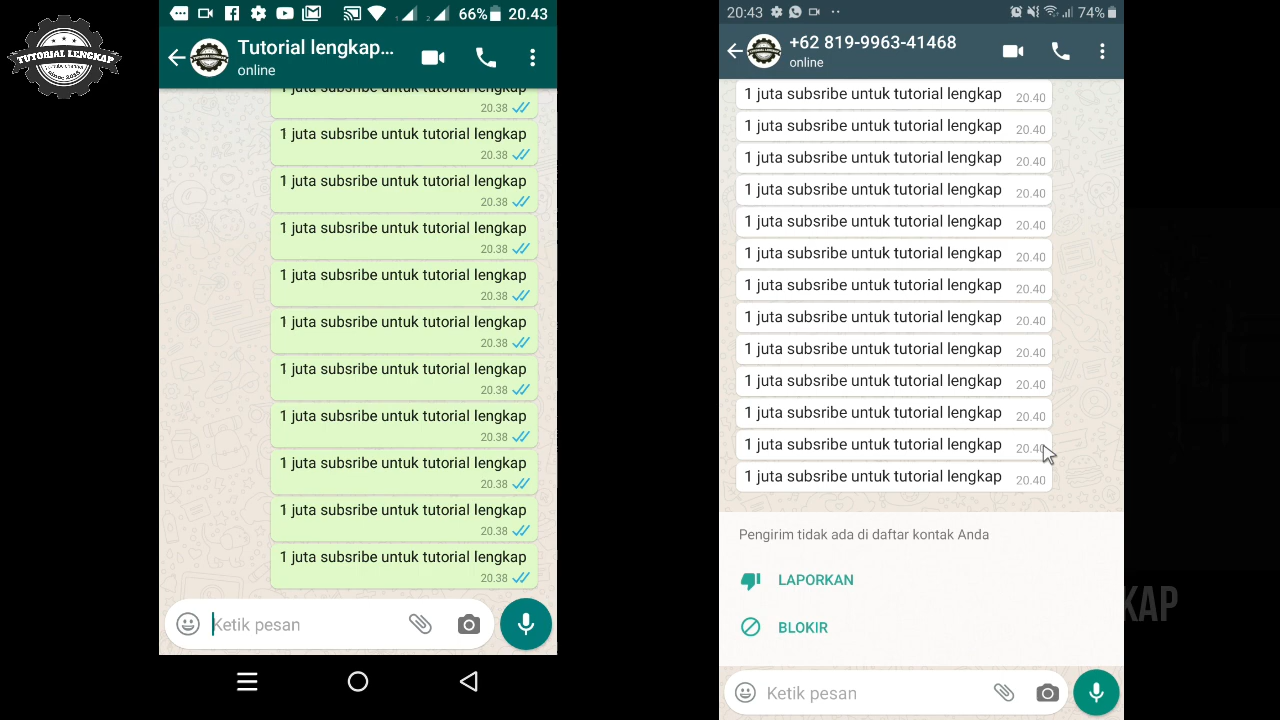 TUTORIAL LENGKAP
since 2015
66% 20.43
Tutorial lengkap...
online
1 juta subsribe untuk tutorial lengkap
20.38
1 juta subsribe untuk tutorial lengkap
20.38
1 juta subsribe untuk tutorial lengkap
20.38
1 juta subsribe untuk tutorial lengkap
20.38
1 juta subsribe untuk tutorial lengkap
20.38
1 juta subsribe untuk tutorial lengkap
20.38
1 juta subsribe untuk tutorial lengkap
20.38
1 juta subsribe untuk tutorial lengkap
20.38
1 juta subsribe untuk tutorial lengkap
20.38
1 juta subsribe untuk tutorial lengkap
20.38
1 juta subsribe untuk tutorial lengkap
20.38
Ketik pesan
20:43 74%
+62 819-9963-41468
online
1 juta subsribe untuk tutorial lengkap 20.40
1 juta subsribe untuk tutorial lengkap 20.40
1 juta subsribe untuk tutorial lengkap 20.40
1 juta subsribe untuk tutorial lengkap 20.40
1 juta subsribe untuk tutorial lengkap 20.40
1 juta subsribe untuk tutorial lengkap 20.40
1 juta subsribe untuk tutorial lengkap 20.40
1 juta subsribe untuk tutorial lengkap 20.40
1 juta subsribe untuk tutorial lengkap 20.40
1 juta subsribe untuk tutorial lengkap 20.40
1 juta subsribe untuk tutorial lengkap 20.40
1 juta subsribe untuk tutorial lengkap 20.40
1 juta subsribe untuk tutorial lengkap 20.40
Pengirim tidak ada di daftar kontak Anda
LAPORKAN
BLOKIR
Ketik pesan
KAP